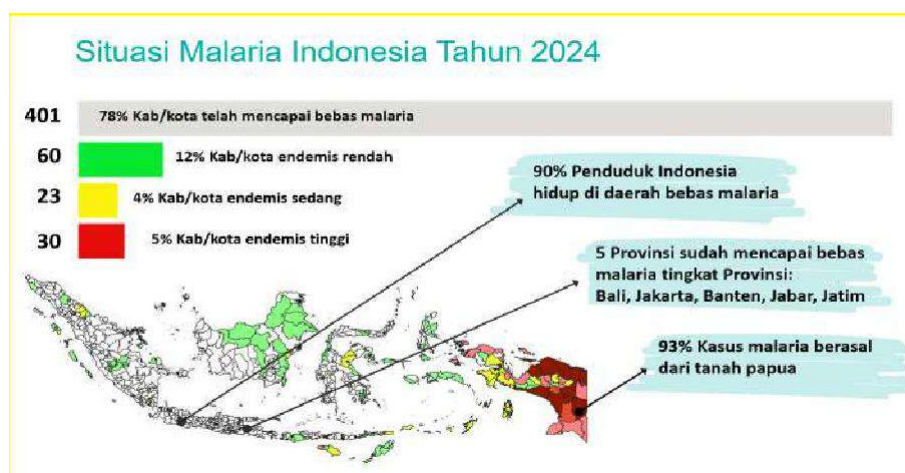 Situasi Malaria Indonesia Tahun 2024
401
78% Kab/kota telah mencapai bebas malaria
60
12% Kab/kota endemis rendah
23
4% Kab/kota endemis sedang
30
5% Kab/kota endemis tinggi
90% Penduduk Indonesia
hidup di daerah bebas malaria
5 Provinsi sudah mencapai bebas
malaria tingkat Provinsi:
Bali, Jakarta, Banten, Jabar, Jatim
93% Kasus malaria berasal
dari tanah papua